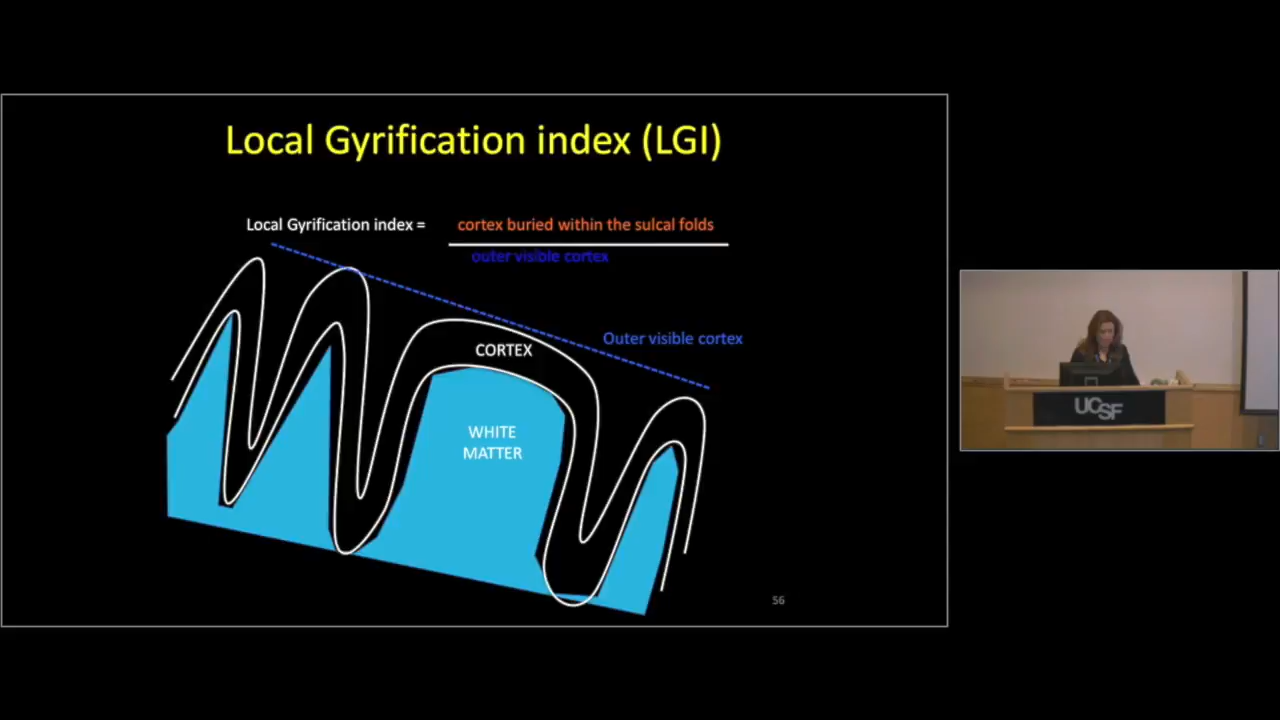 Local Gyrification index (LGI)
Local Gyrification index =
cortex buried within the sulcal folds
outer visible cortex
Outer visible cortex
CORTEX
WHITE
MATTER
56
UCSF